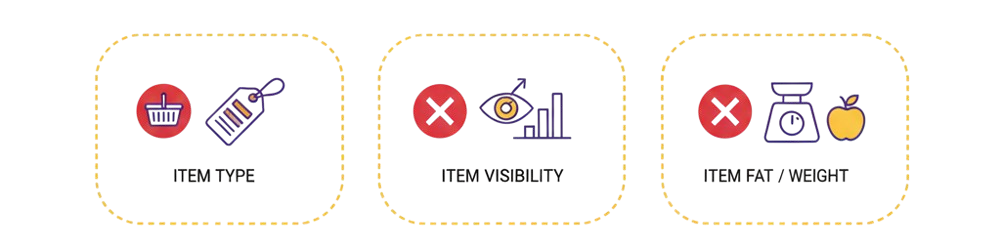 ITEM TYPE
ITEM VISIBILITY
ITEM FAT / WEIGHT